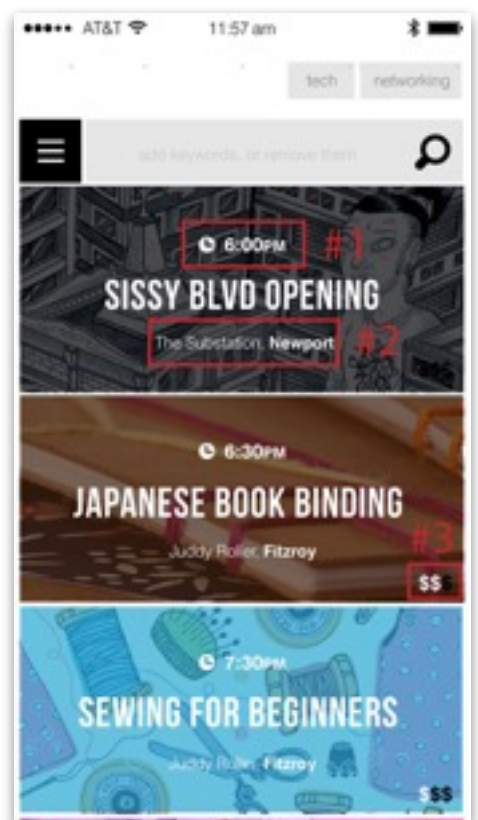 AT&T 11:57 am
tech networking
add keywords, or remove them
6:00PM #1
SISSY BLVD OPENING
The Substation, Newport #2
6:30PM
JAPANESE BOOK BINDING
Juddy Roller, Fitzroy
#3
$$$
7:30PM
SEWING FOR BEGINNERS
Juddy Rollin, Fitzroy
$$$